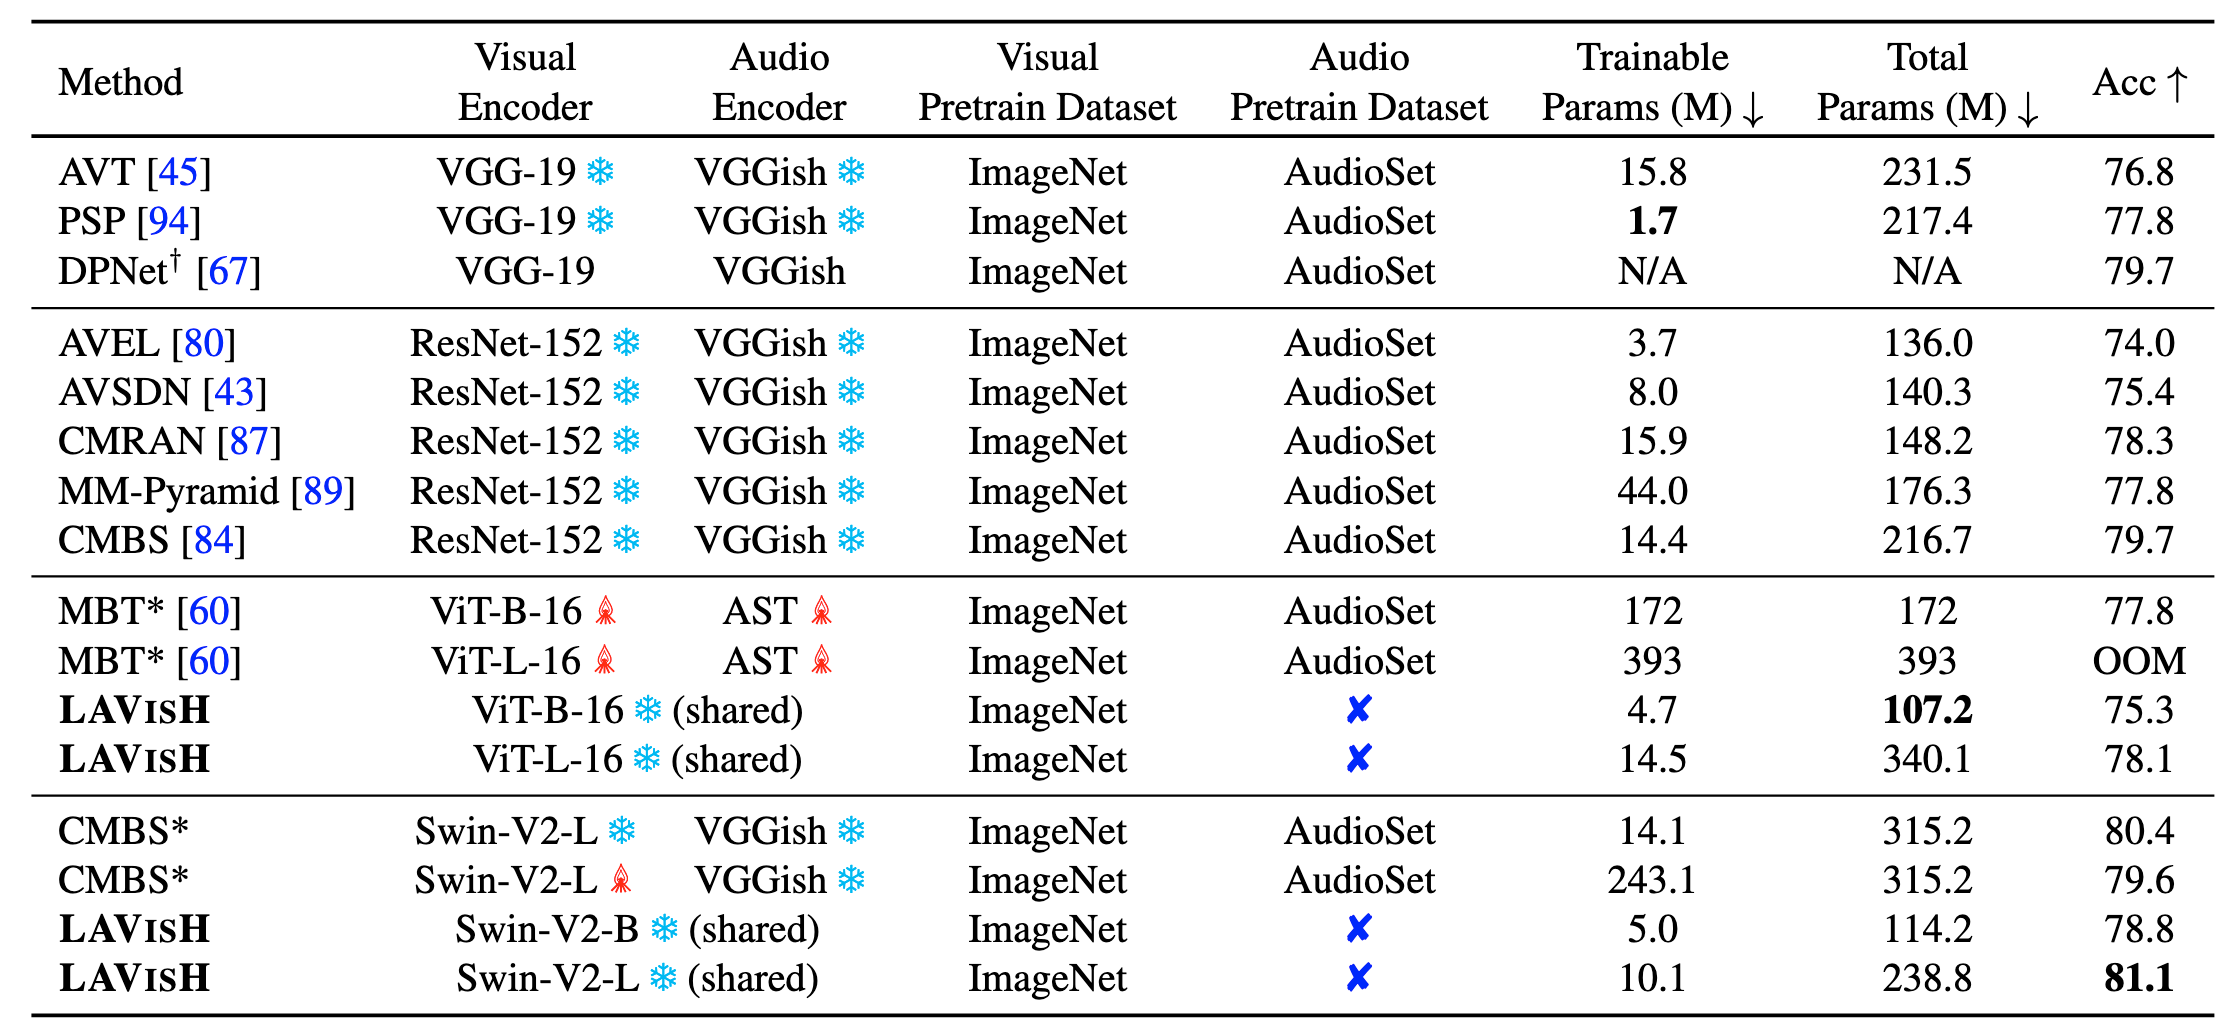 Method Visual Encoder Audio Encoder Visual Pretrain Dataset Audio Pretrain Dataset Trainable Params (M) ↓ Total Params (M) ↓ Acc ↑
AVT [45] VGG-19 ❄ VGGish ❄ ImageNet AudioSet 15.8 231.5 76.8
PSP [94] VGG-19 ❄ VGGish ❄ ImageNet AudioSet 1.7 217.4 77.8
DPNet† [67] VGG-19 VGGish ImageNet AudioSet N/A N/A 79.7
AVEL [80] ResNet-152 ❄ VGGish ❄ ImageNet AudioSet 3.7 136.0 74.0
AVSDN [43] ResNet-152 ❄ VGGish ❄ ImageNet AudioSet 8.0 140.3 75.4
CMRAN [87] ResNet-152 ❄ VGGish ❄ ImageNet AudioSet 15.9 148.2 78.3
MM-Pyramid [89] ResNet-152 ❄ VGGish ❄ ImageNet AudioSet 44.0 176.3 77.8
CMBS [84] ResNet-152 ❄ VGGish ❄ ImageNet AudioSet 14.4 216.7 79.7
MBT* [60] ViT-B-16 🔥 AST 🔥 ImageNet AudioSet 172 172 77.8
MBT* [60] ViT-L-16 🔥 AST 🔥 ImageNet AudioSet 393 393 OOM
LAVISH ViT-B-16 ❄ (shared) ImageNet ✘ 4.7 107.2 75.3
LAVISH ViT-L-16 ❄ (shared) ImageNet ✘ 14.5 340.1 78.1
CMBS* Swin-V2-L ❄ VGGish ❄ ImageNet AudioSet 14.1 315.2 80.4
CMBS* Swin-V2-L 🔥 VGGish ❄ ImageNet AudioSet 243.1 315.2 79.6
LAVISH Swin-V2-B ❄ (shared) ImageNet ✘ 5.0 114.2 78.8
LAVISH Swin-V2-L ❄ (shared) ImageNet ✘ 10.1 238.8 81.1